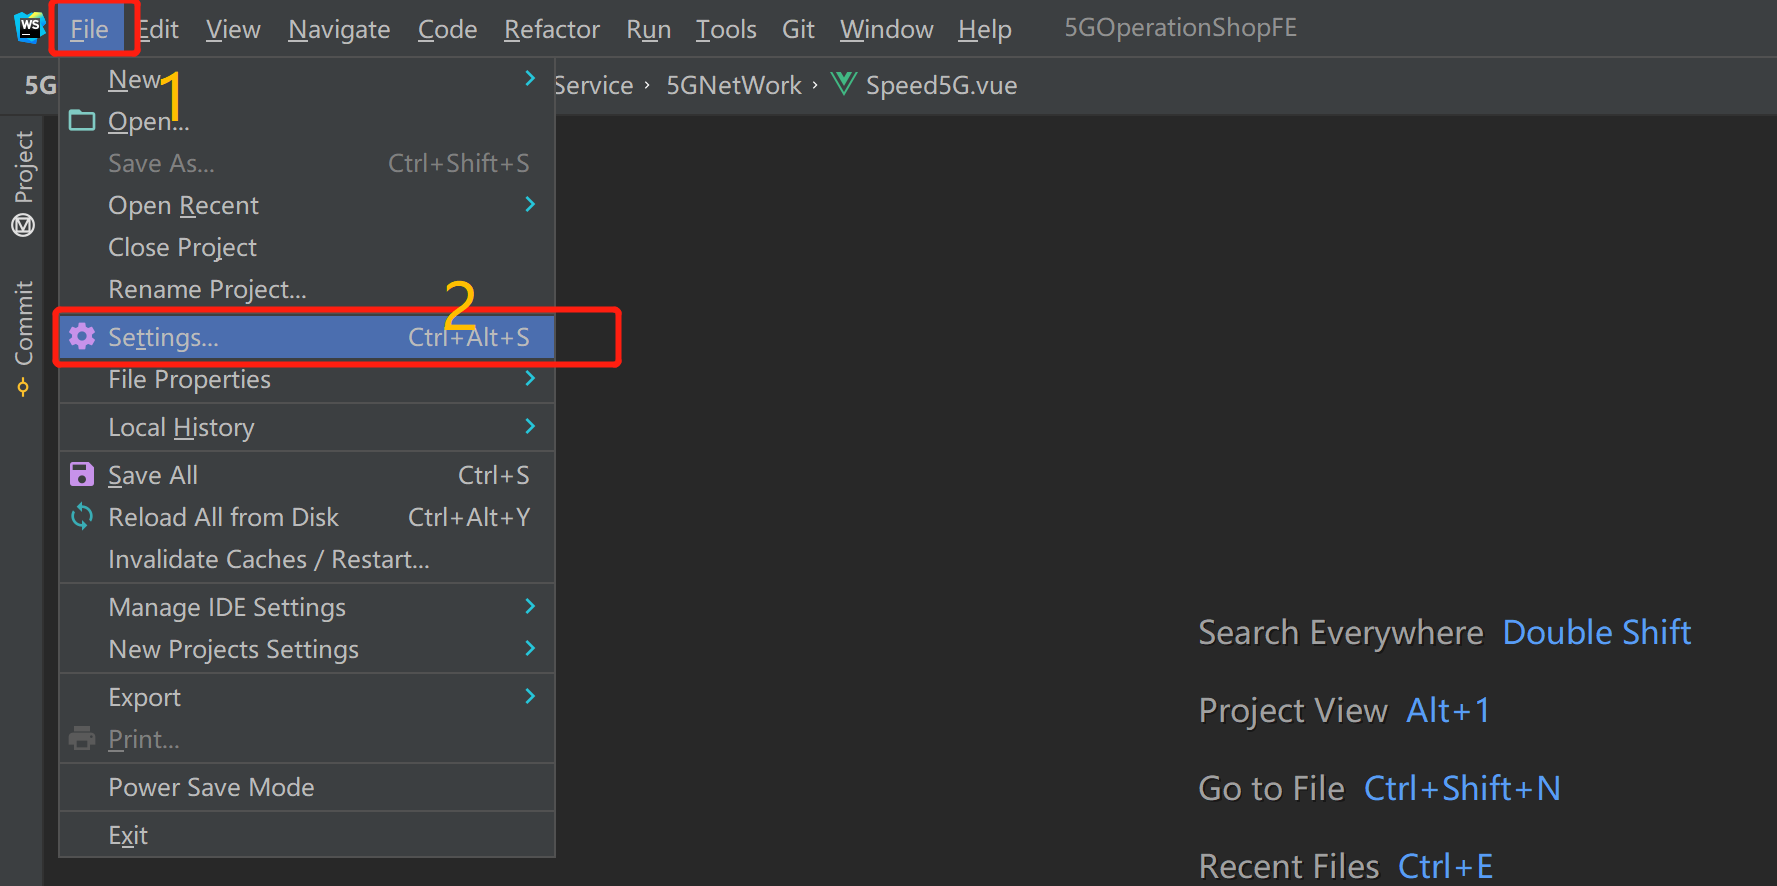 WS File Edit View Navigate Code Refactor Run Tools Git Window Help 5GOperationShopFE
5G Service › 5GNetWork › Speed5G.vue
Project
Commit
New
1
Open...
Save As... Ctrl+Shift+S
Open Recent
Close Project
Rename Project...
2
Settings... Ctrl+Alt+S
File Properties
Local History
Save All Ctrl+S
Reload All from Disk Ctrl+Alt+Y
Invalidate Caches / Restart...
Manage IDE Settings
New Projects Settings
Export
Print...
Power Save Mode
Exit
Search Everywhere Double Shift
Project View Alt+1
Go to File Ctrl+Shift+N
Recent Files Ctrl+E